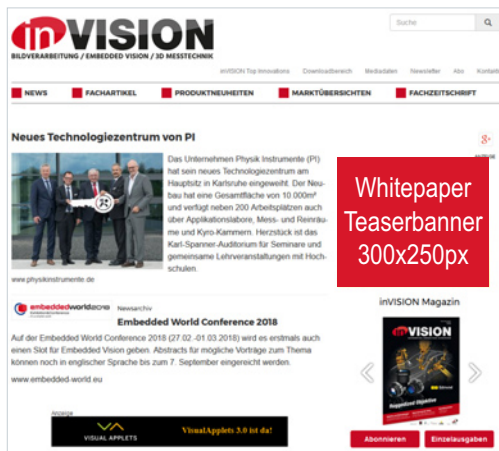 inVISION
BILDVERARBEITUNG / EMBEDDED VISION / 3D MESSTECHNIK
Suche
inVISION Top Innovations Downloadbereich Mediadaten Newsletter Abo Kontakt
NEWS FACHARTIKEL PRODUKTNEUHEITEN MARKTÜBERSICHTEN FACHZEITSCHRIFT
Neues Technologiezentrum von PI
Das Unternehmen Physik Instrumente (PI)
hat sein neues Technologiezentrum am
Hauptsitz in Karlsruhe eingeweiht. Der Neu-
bau hat eine Gesamtfläche von 10.000m²
und verfügt neben 200 Arbeitsplätzen auch
über Applikationslabore, Mess- und Reinräu-
me und Kyro-Kammern. Herzstück ist das
Karl-Spanner-Auditorium für Seminare und
gemeinsame Lehrveranstaltungen mit Hoch-
schulen.
www.physikinstrumente.de
Whitepaper
Teaserbanner
300x250px
embeddedworld2018 Newsarchiv
Embedded World Conference 2018
Auf der Embedded World Conference 2018 (27.02.-01.03.2018) wird es erstmals auch
einen Slot für Embedded Vision geben. Abstracts für mögliche Vorträge zum Thema
können noch in englischer Sprache bis zum 7. September eingereicht werden.
www.embedded-world.eu
Anzeige
VISUAL APPLETS
VisualApplets 3.0 ist da!
inVISION Magazin
inVISION
Abonnieren Einzelausgaben